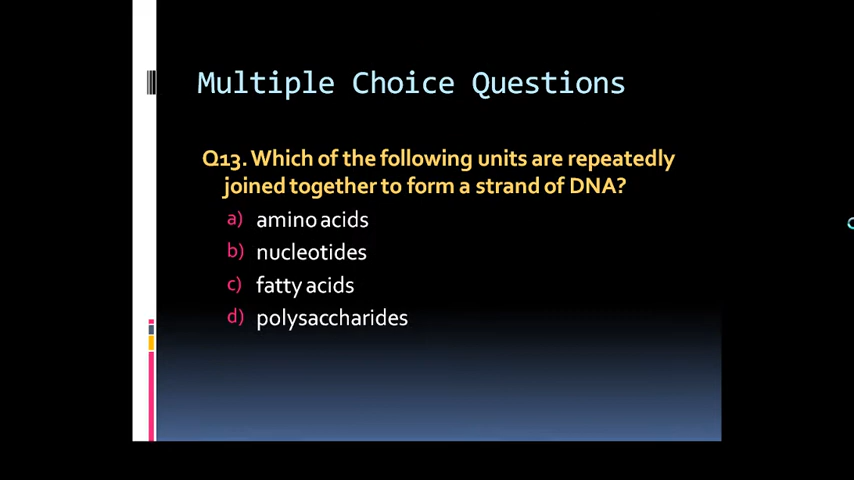 Multiple Choice Questions
Q13. Which of the following units are repeatedly
joined together to form a strand of DNA?
a) amino acids
b) nucleotides
c) fatty acids
d) polysaccharides